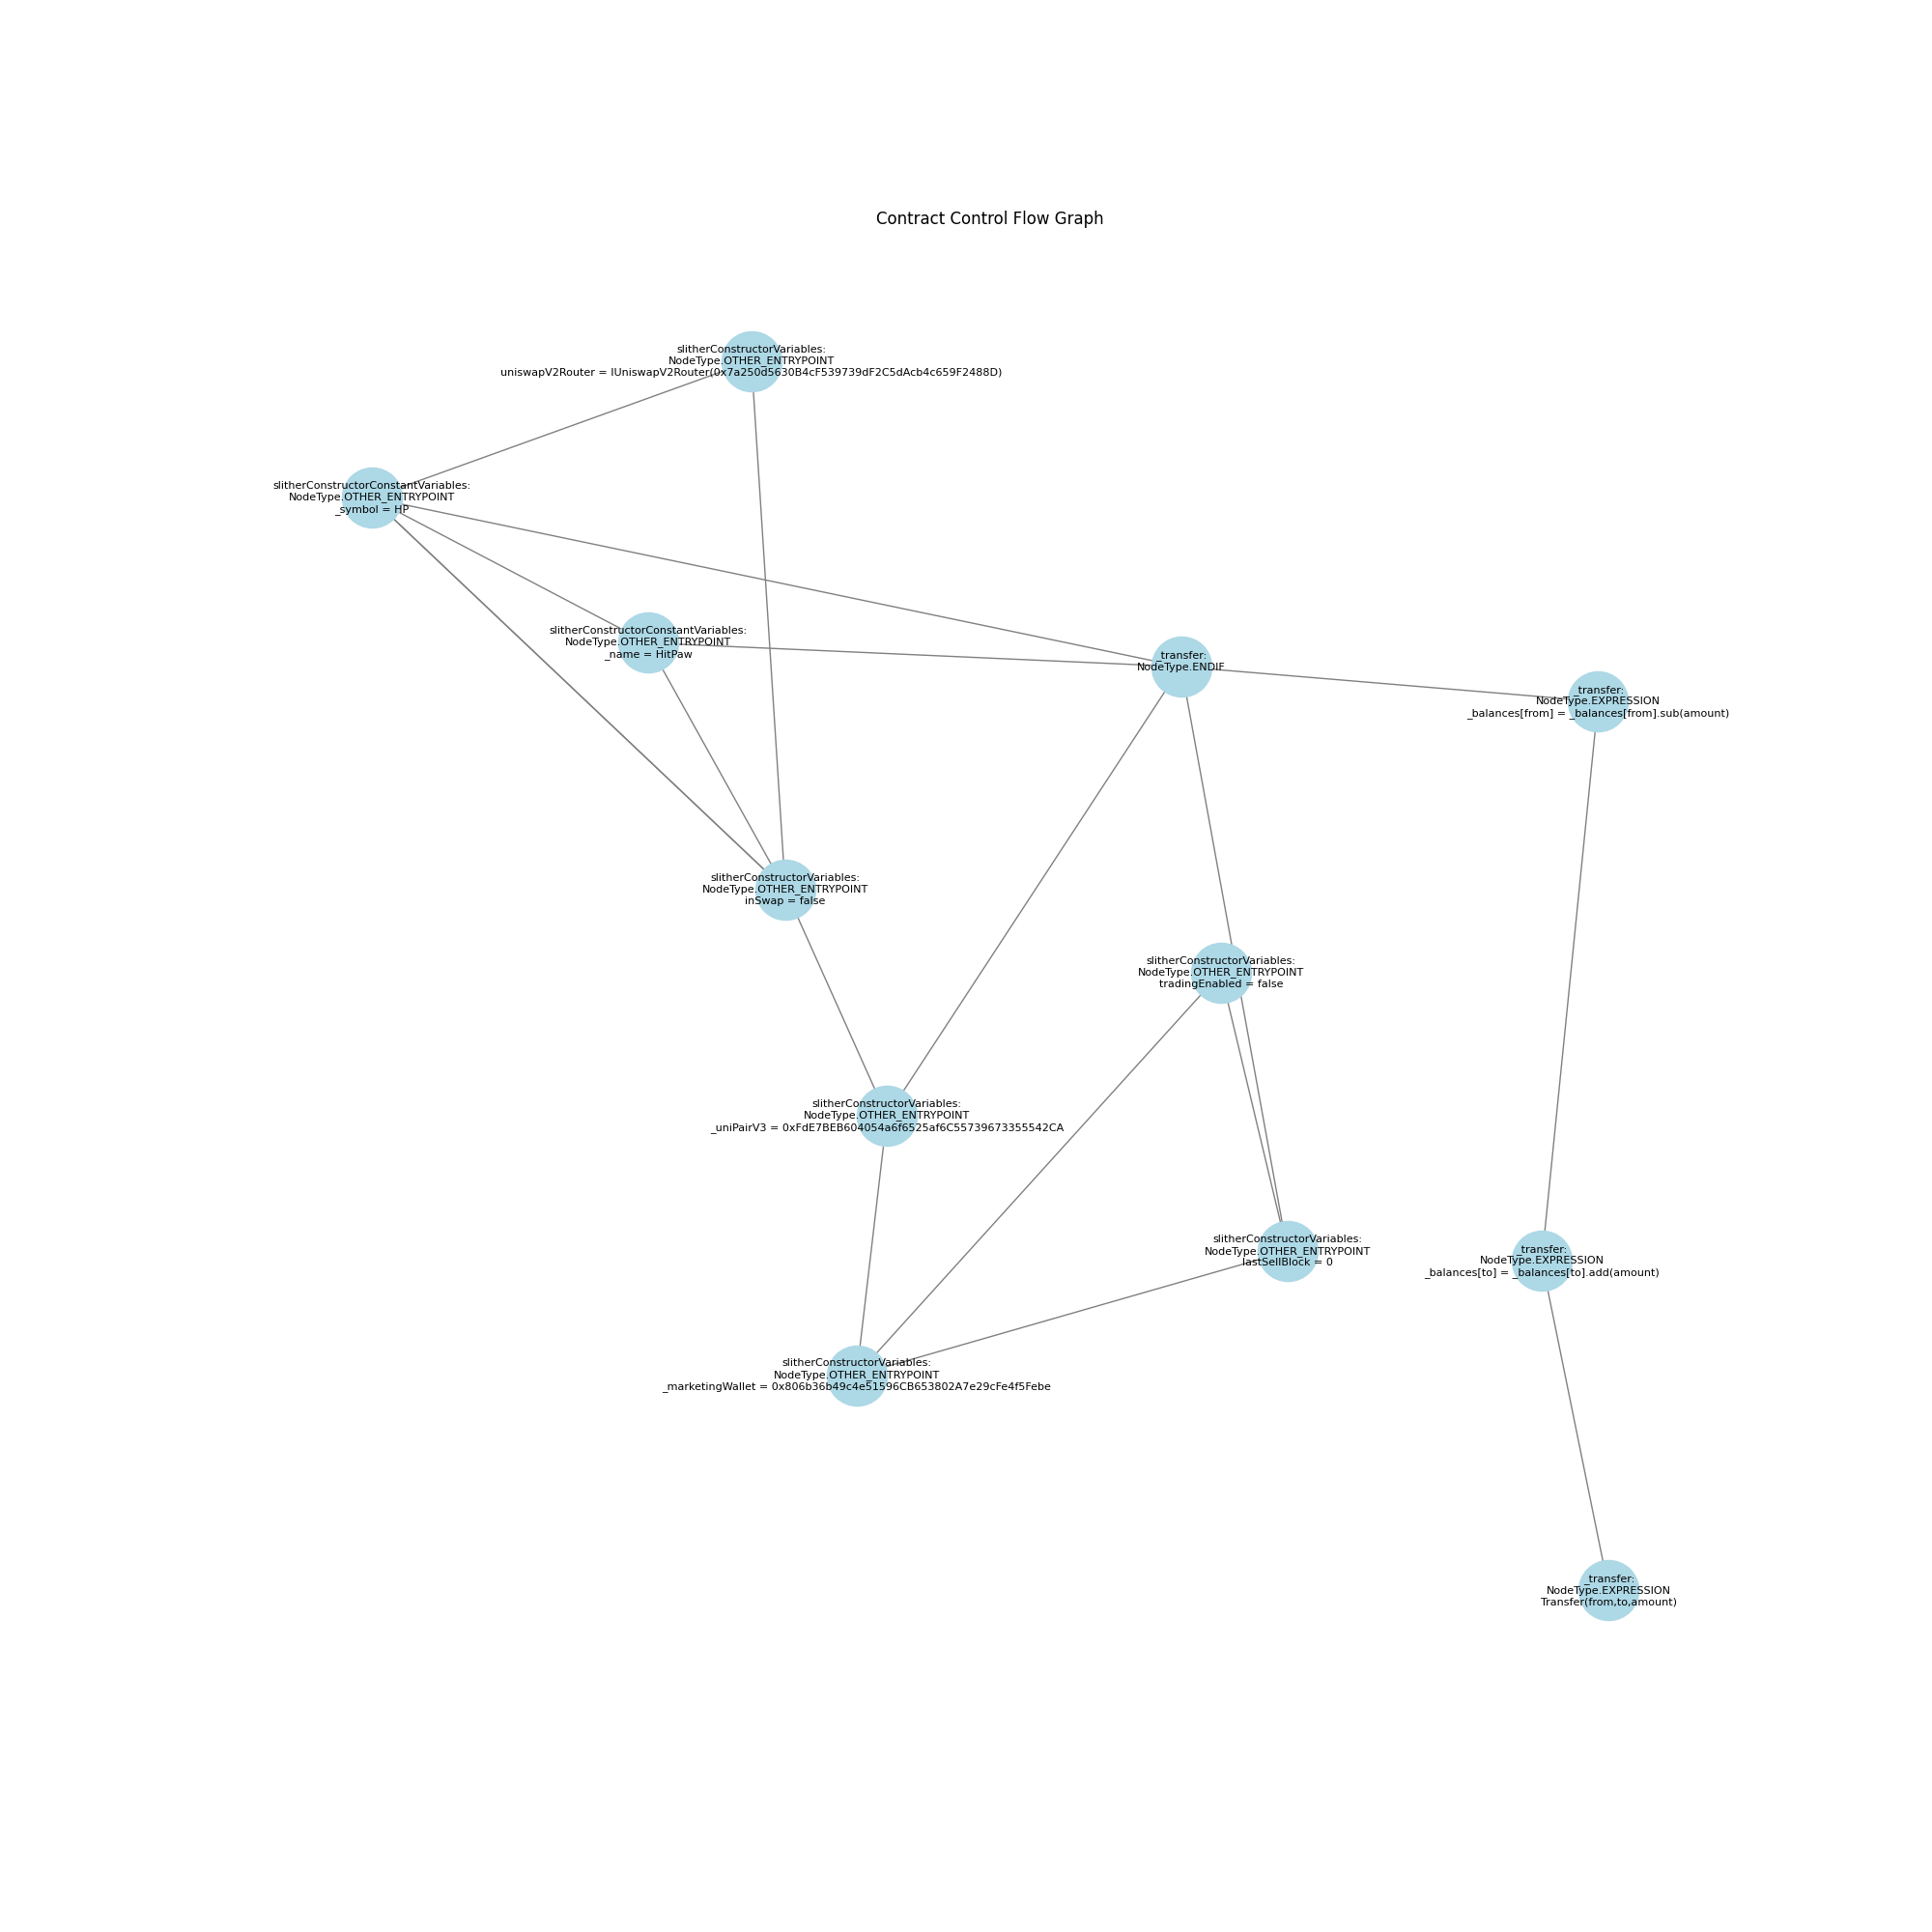 Contract Control Flow Graph
slitherConstructorVariables:
NodeType.OTHER_ENTRYPOINT
uniswapV2Router = IUniswapV2Router(0x7a250d5630B4cF539739dF2C5dAcb4c659F2488D)
slitherConstructorConstantVariables:
NodeType.OTHER_ENTRYPOINT
_symbol = HP
slitherConstructorConstantVariables:
NodeType.OTHER_ENTRYPOINT
_name = HitPaw
_transfer:
NodeType.ENDIF
_transfer:
NodeType.EXPRESSION
_balances[from] = _balances[from].sub(amount)
slitherConstructorVariables:
NodeType.OTHER_ENTRYPOINT
inSwap = false
slitherConstructorVariables:
NodeType.OTHER_ENTRYPOINT
tradingEnabled = false
slitherConstructorVariables:
NodeType.OTHER_ENTRYPOINT
_uniPairV3 = 0xFdE7BEB604054a6f6525af6C55739673355542CA
slitherConstructorVariables:
NodeType.OTHER_ENTRYPOINT
lastSellBlock = 0
_transfer:
NodeType.EXPRESSION
_balances[to] = _balances[to].add(amount)
slitherConstructorVariables:
NodeType.OTHER_ENTRYPOINT
_marketingWallet = 0x806b36b49c4e51596CB653802A7e29cFe4f5Febe
_transfer:
NodeType.EXPRESSION
Transfer(from,to,amount)